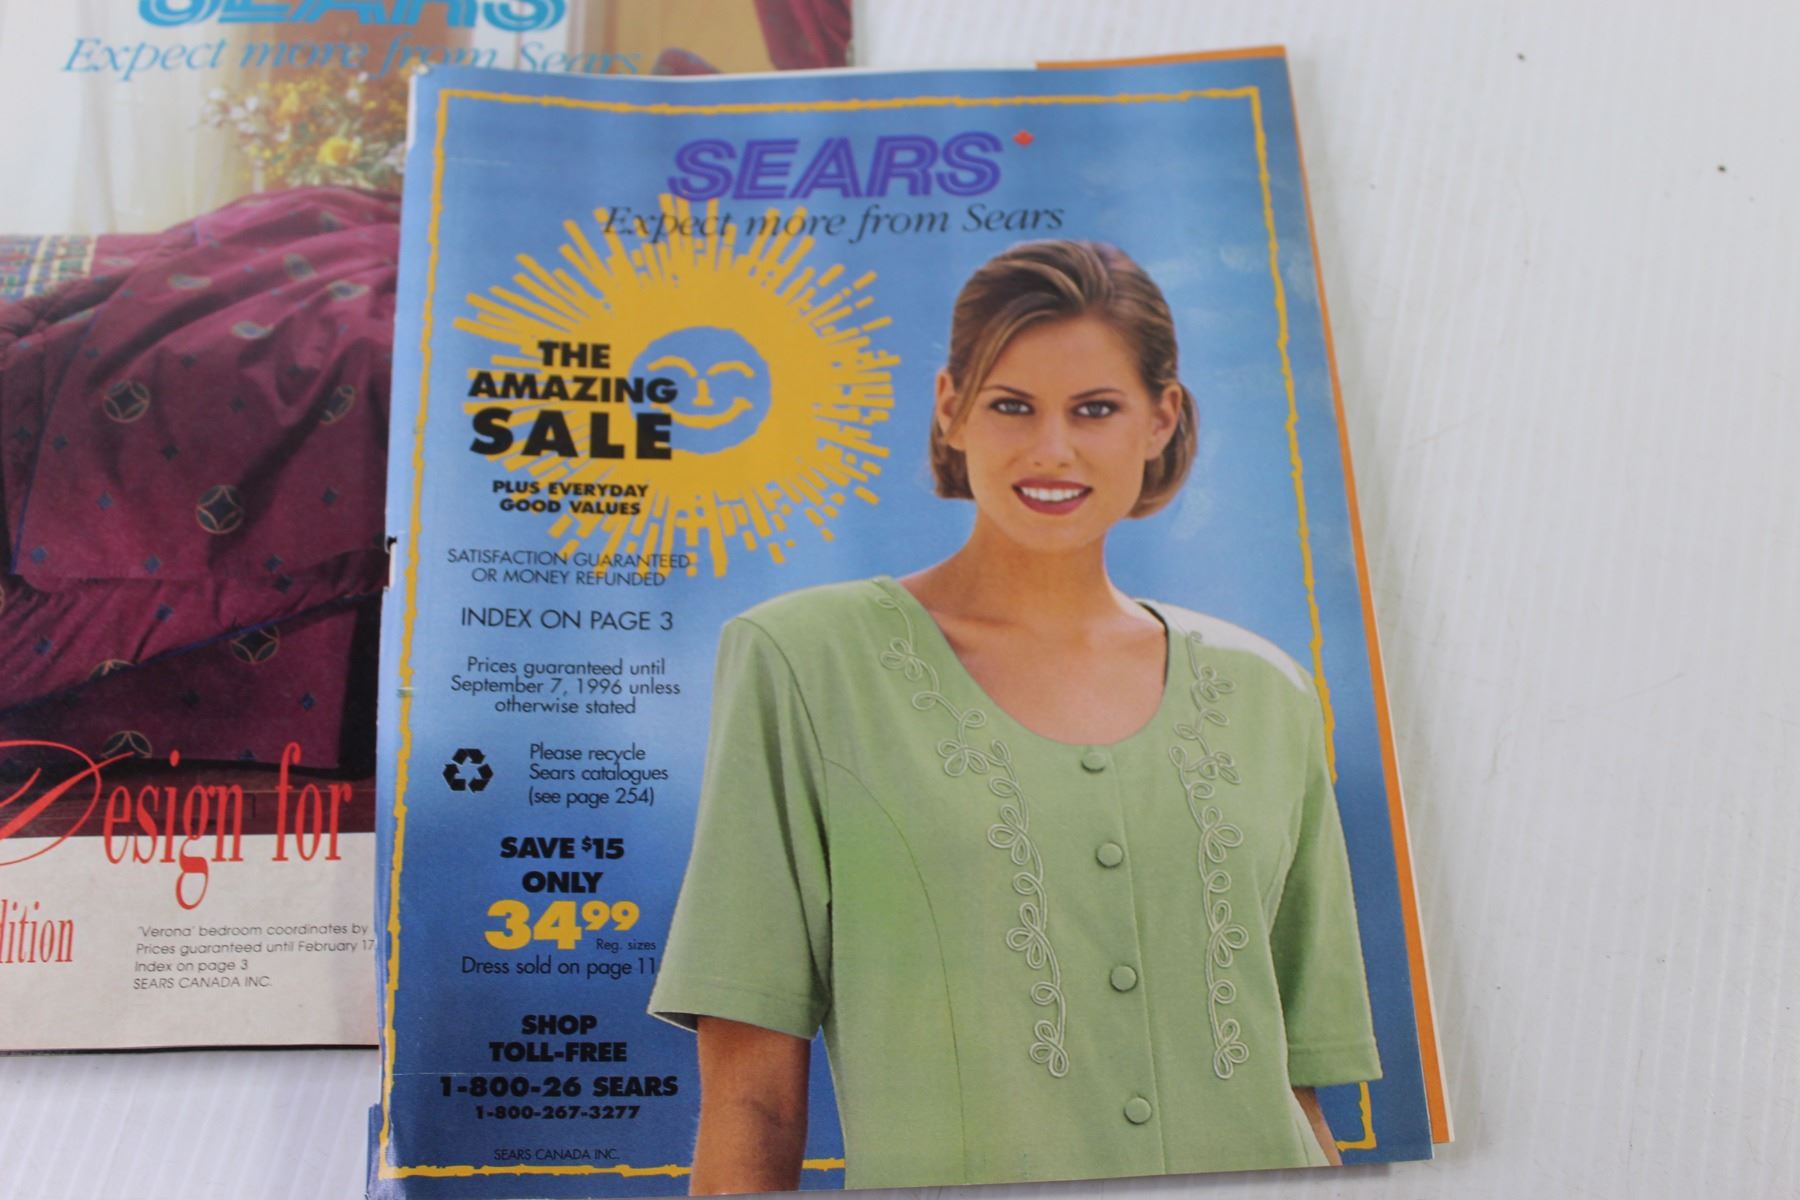 SEARS
Expect more from Sears
Design for
'Verona' bedroom coordinates by
Prices guaranteed until February 17
Index on page 3
SEARS CANADA INC.
SEARS
Expect more from Sears
THE
AMAZING
SALE
PLUS EVERYDAY
GOOD VALUES
SATISFACTION GUARANTEED
OR MONEY REFUNDED
INDEX ON PAGE 3
Prices guaranteed until
September 7, 1996 unless
otherwise stated
Please recycle
Sears catalogues
(see page 254)
SAVE $15
ONLY
34.99
Reg. sizes
Dress sold on page 11
SHOP
TOLL-FREE
1-800-26 SEARS
1-800-267-3277
SEARS CANADA INC.